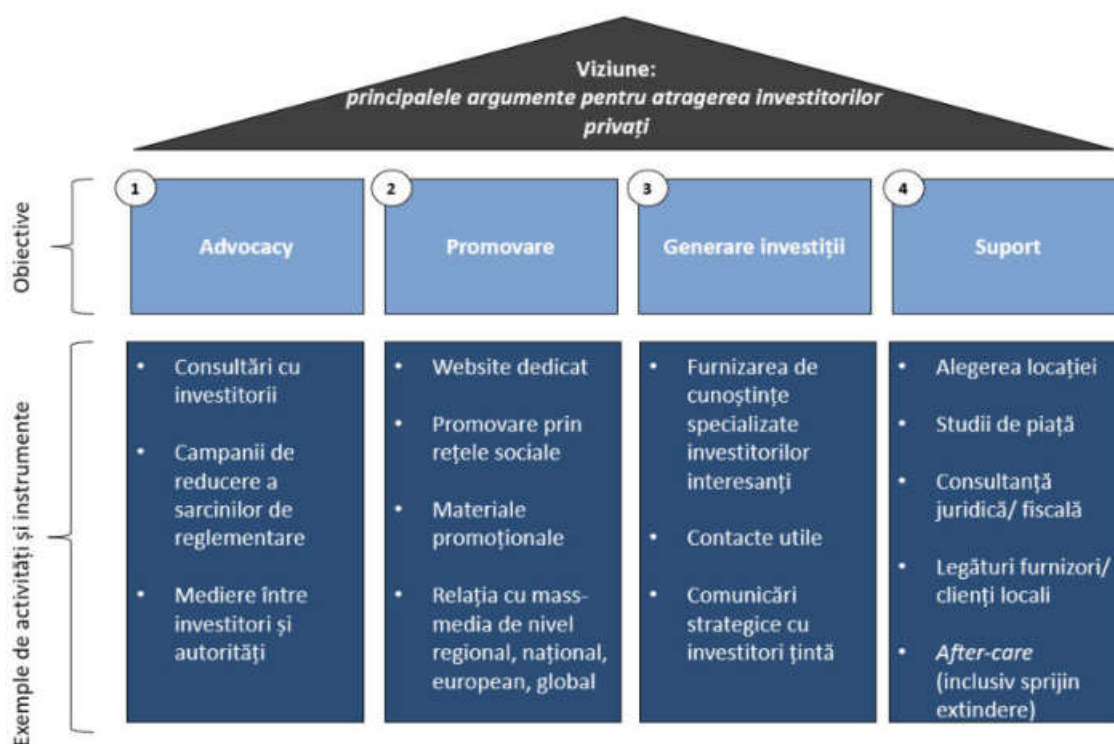 Viziune:
principalele argumente pentru atragerea investitorilor
privați
Obiective
1
Advocacy
2
Promovare
3
Generare investiții
4
Suport
Exemple de activități și instrumente
• Consultări cu
investitorii
• Campanii de
reducere a
sarcinilor de
reglementare
• Mediere între
investitori și
autorități
• Website dedicat
• Promovare prin
rețele sociale
• Materiale
promoționale
• Relația cu mass-
media de nivel
regional, național,
european, global
• Furnizarea de
cunoștințe
specializate
investitorilor
interesanți
• Contacte utile
• Comunicări
strategice cu
investitori țintă
• Alegerea locației
• Studii de piață
• Consultanță
juridică/ fiscală
• Legături furnizori/
clienți locali
• After-care
(inclusiv sprijin
extindere)